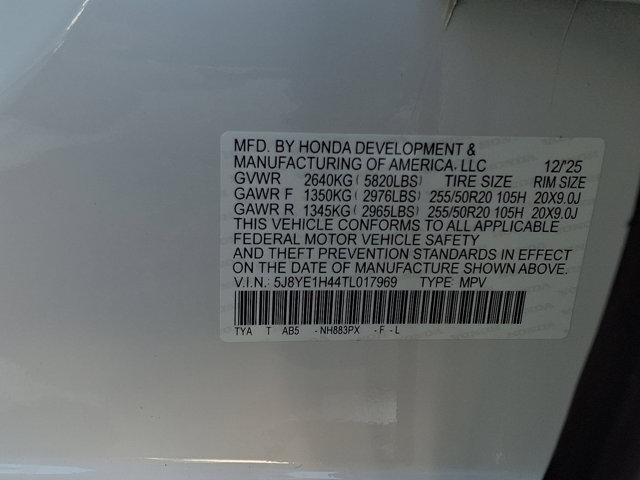 MFD. BY HONDA DEVELOPMENT &
MANUFACTURING OF AMERICA, LLC 12/'25
GVWR 2640KG( 5820LBS) TIRE SIZE RIM SIZE
GAWR F 1350KG( 2976LBS) 255/50R20 105H 20X9.0J
GAWR R 1345KG( 2965LBS) 255/50R20 105H 20X9.0J
THIS VEHICLE CONFORMS TO ALL APPLICABLE
FEDERAL MOTOR VEHICLE SAFETY
AND THEFT PREVENTION STANDARDS IN EFFECT
ON THE DATE OF MANUFACTURE SHOWN ABOVE.
V.I.N.: 5J8YE1H44TL017969 TYPE: MPV
TYA T AB5 -NH883PX -F-L